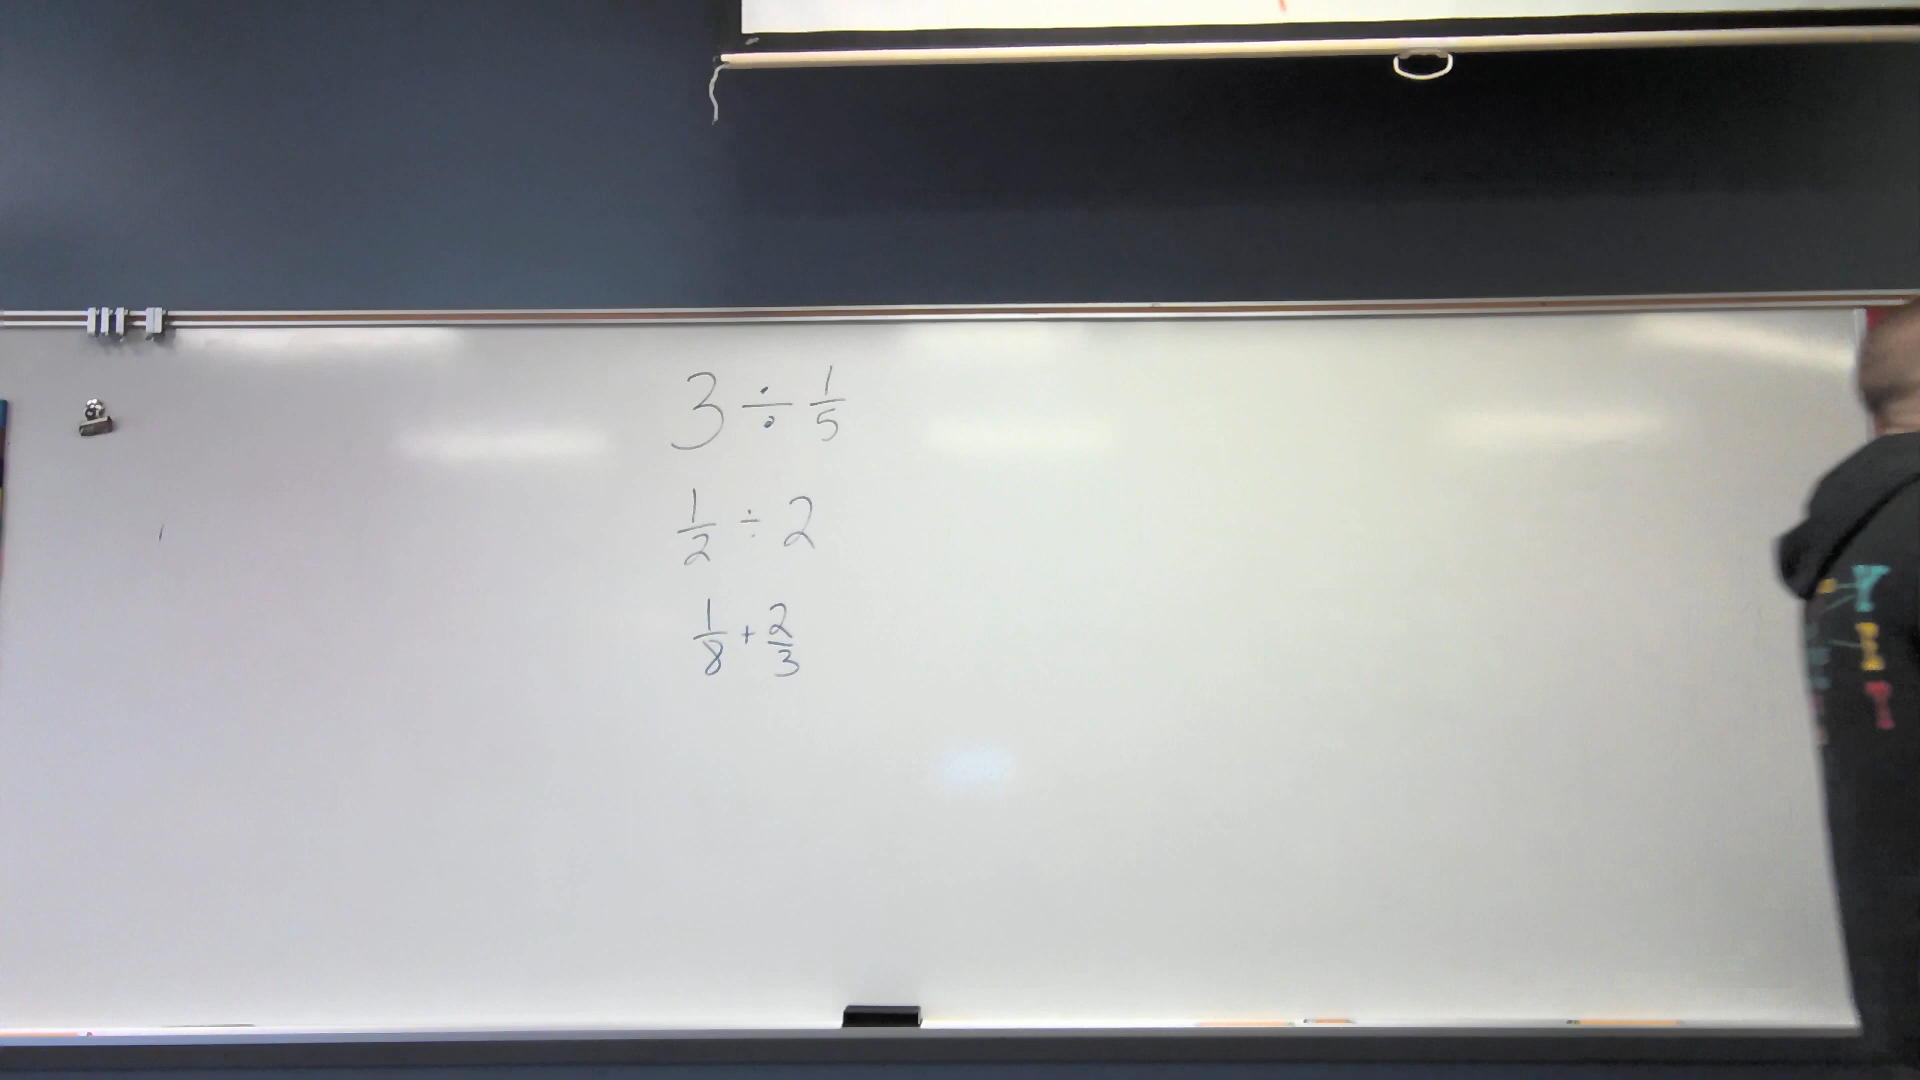 3 ÷ 1/5
1/2 ÷ 2
1/8 + 2/3